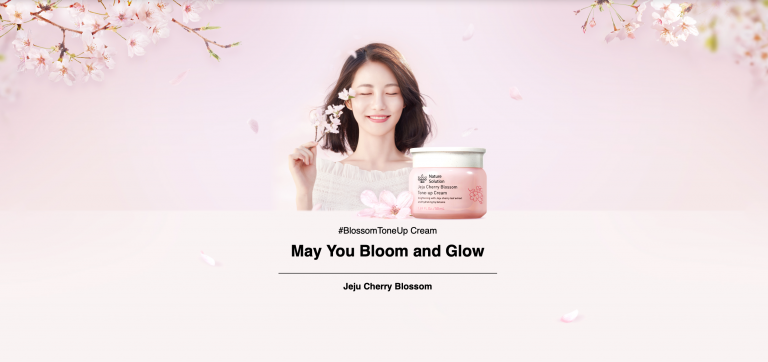 Nature
Solution
Jeju Cherry Blossom
Tone up Cream
#BlossomToneUp Cream
May You Bloom and Glow
Jeju Cherry Blossom